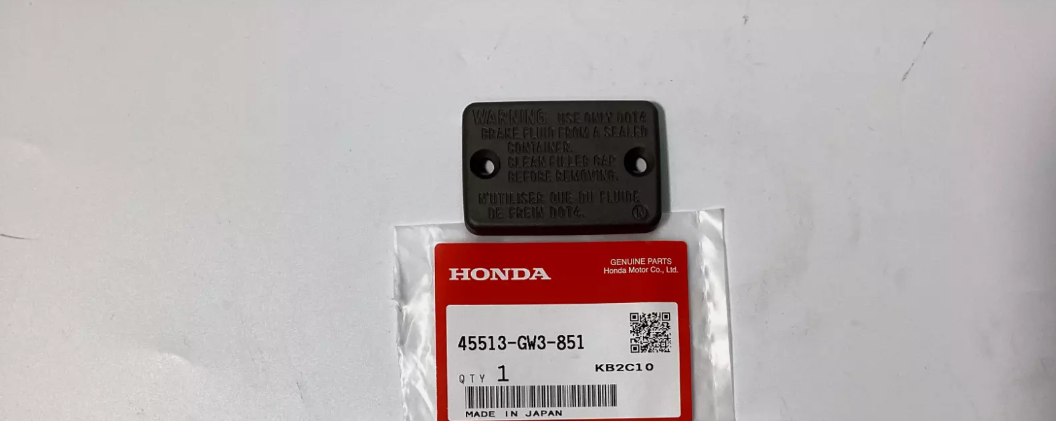 WARNING USE ONLY DOT4
BRAKE FLUID FROM A SEALED
CONTAINER.
CLEAN FILLER CAP
BEFORE REMOVING.
N'UTILISER QUE DU FLUIDE
DE FREIN DOT4.
HONDA
GENUINE PARTS
Honda Motor Co., Ltd.
45513-GW3-851
QTY 1
KB2C10
MADE IN JAPAN